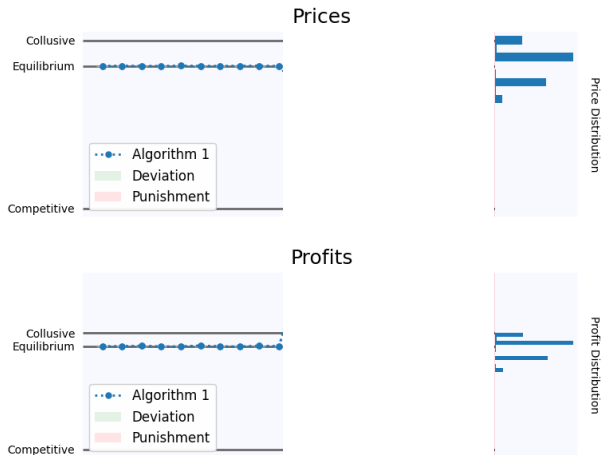 Prices
Collusive
Equilibrium
Competitive
Algorithm 1
Deviation
Punishment
Price Distribution
Profits
Collusive
Equilibrium
Competitive
Algorithm 1
Deviation
Punishment
Profit Distribution